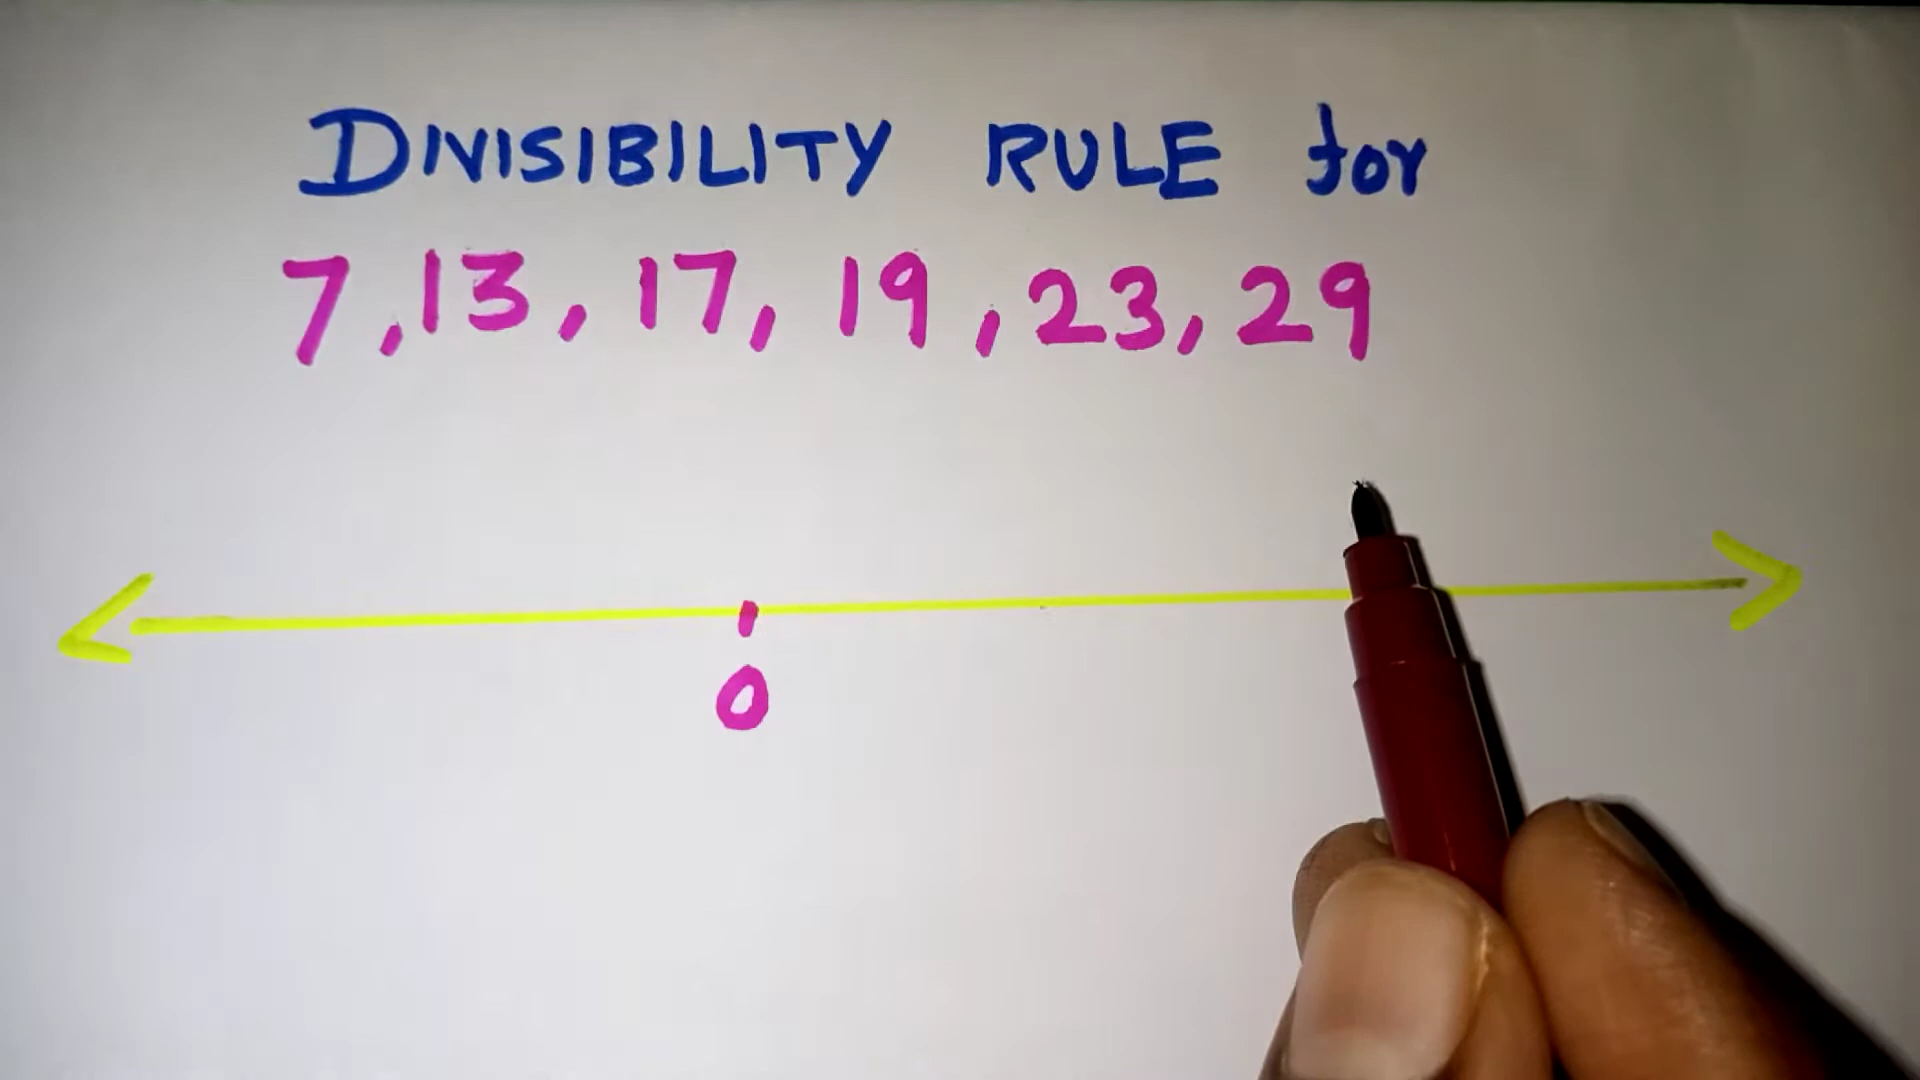 DIVISIBILITY RULE for
7, 13, 17, 19, 23, 29
0